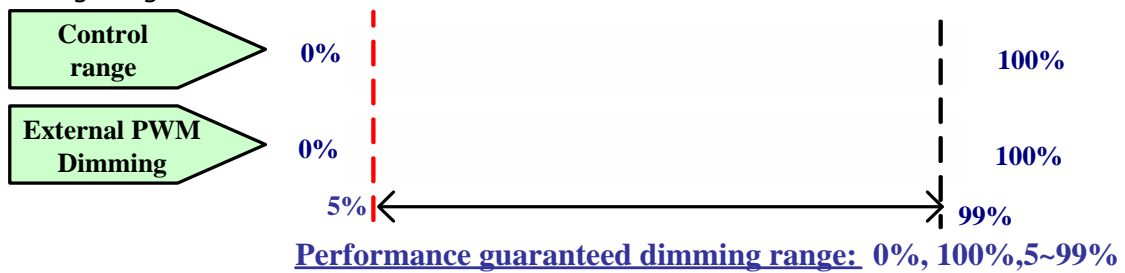 Control
range
0%
100%
External PWM
Dimming
0%
100%
5%
99%
Performance guaranteed dimming range: 0%, 100%,5~99%